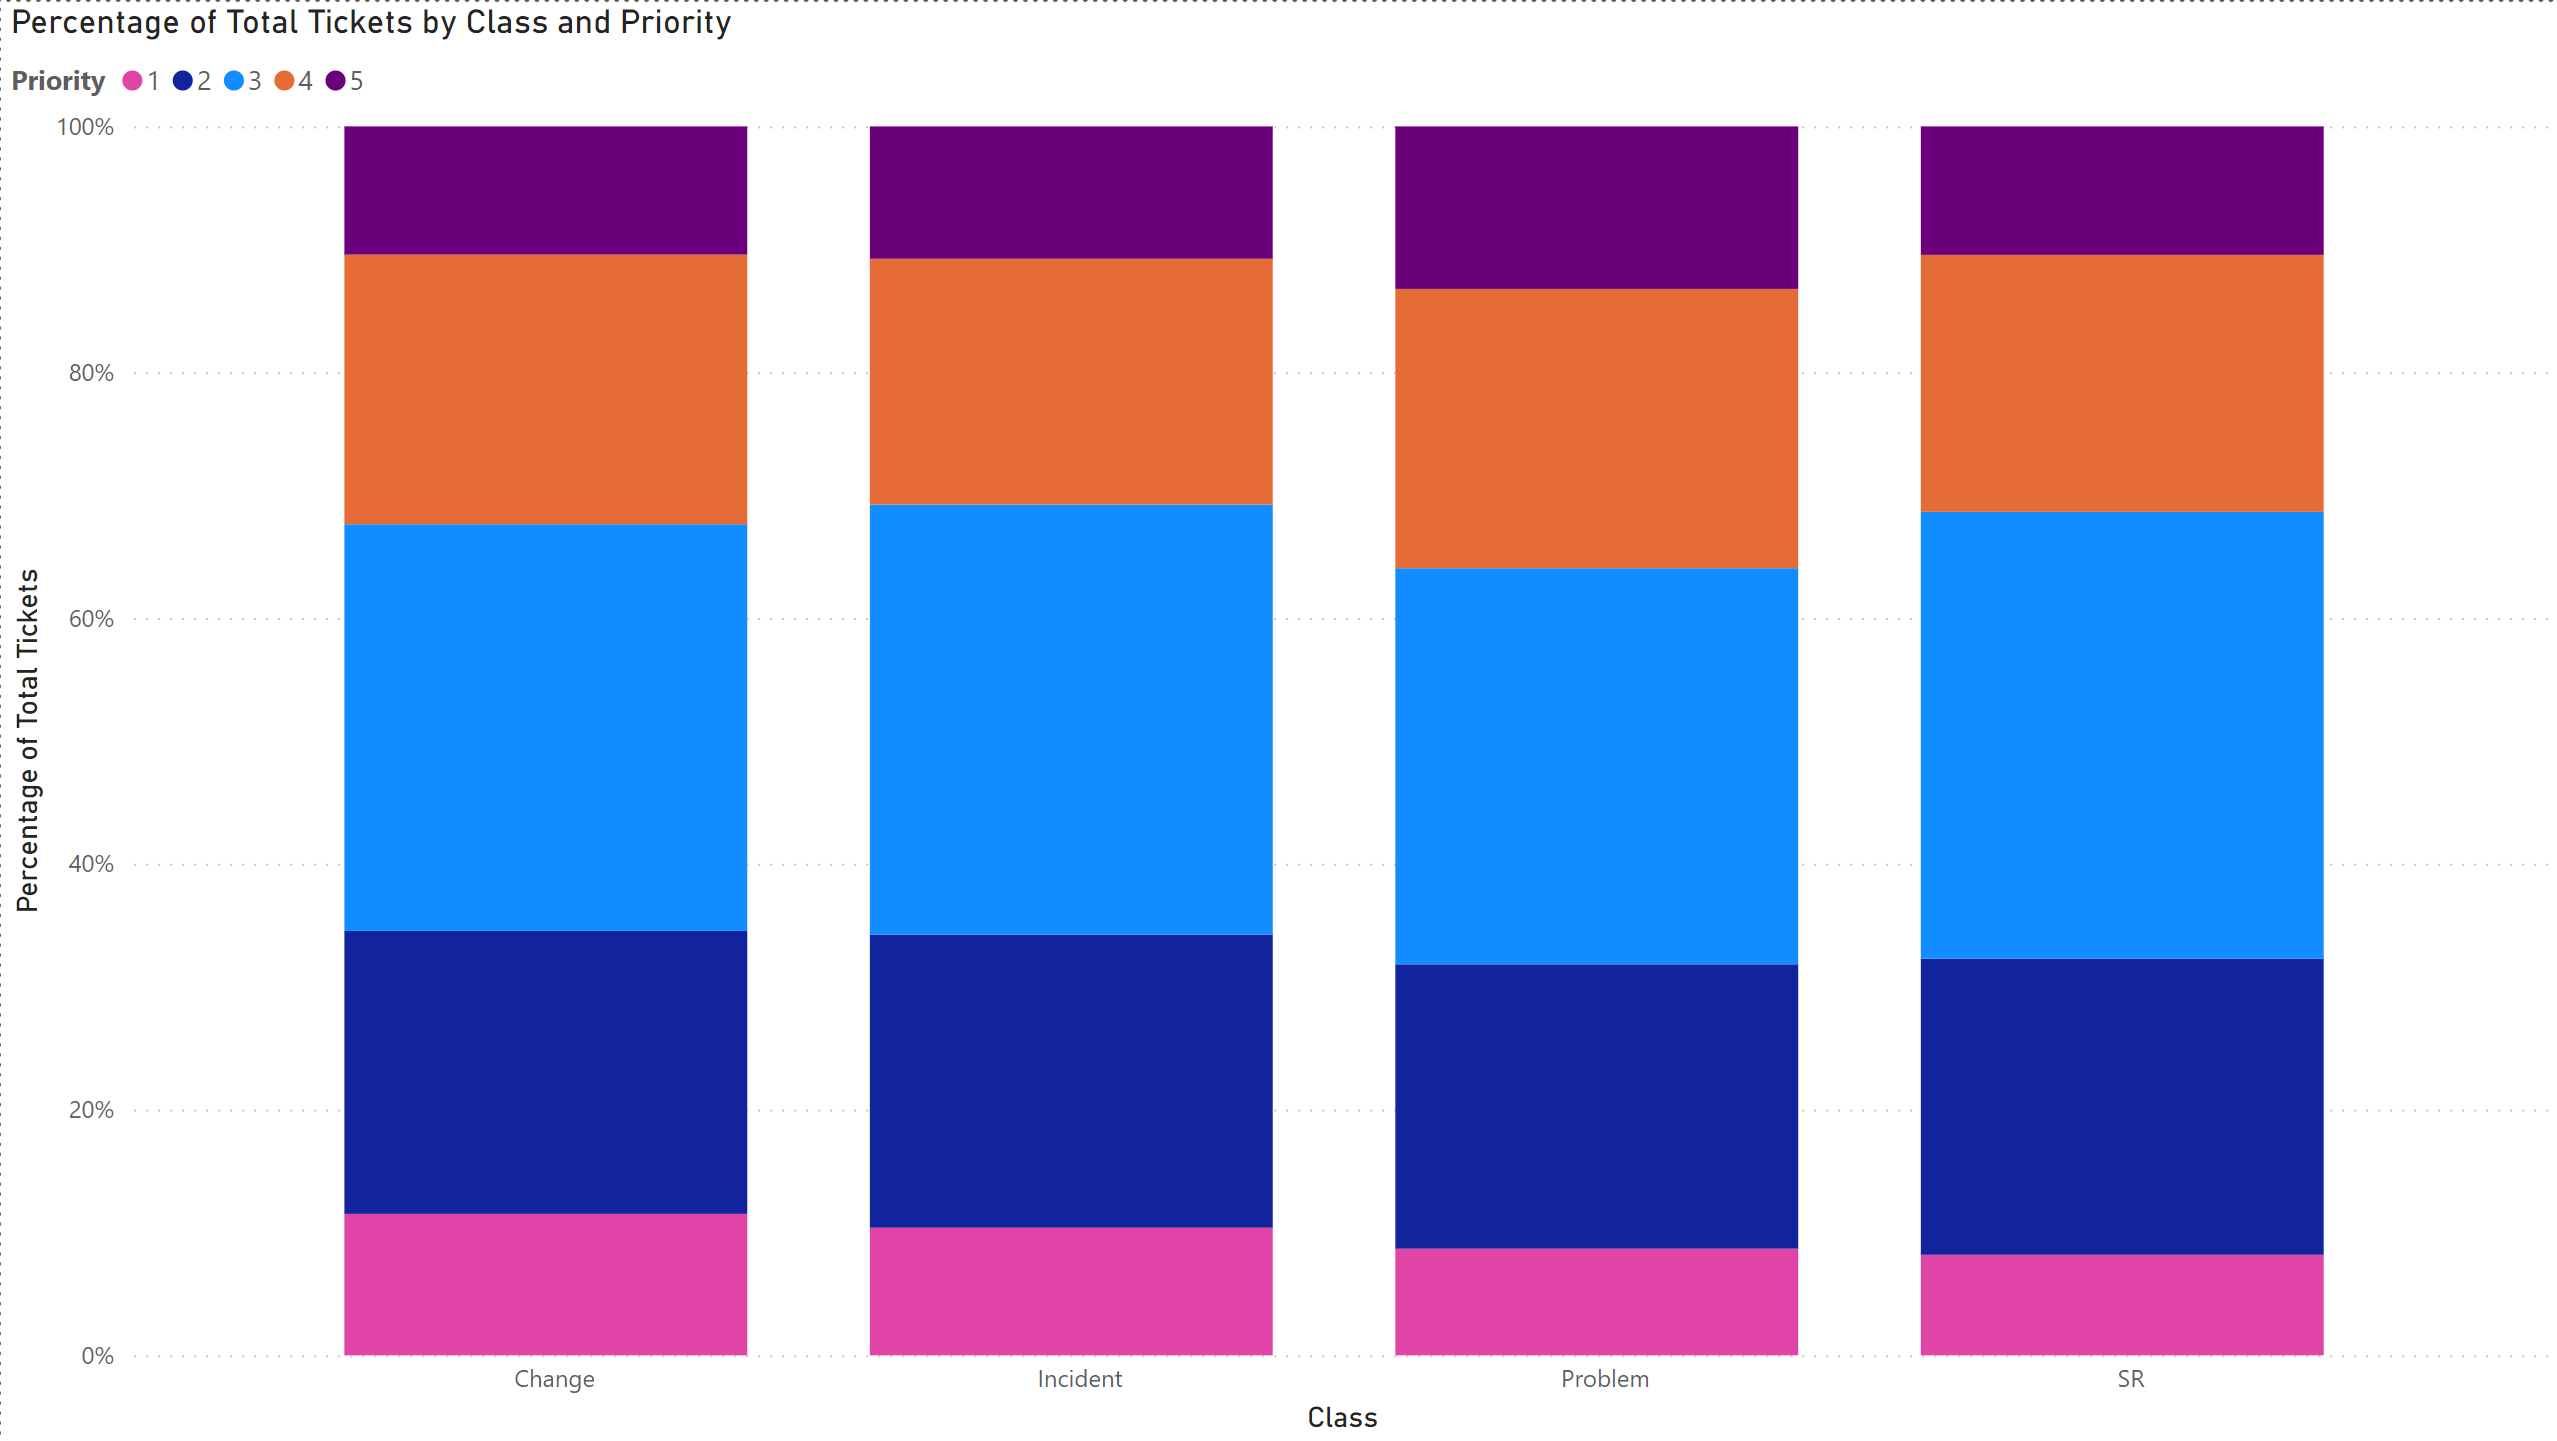 Percentage of Total Tickets by Class and Priority
Priority 1 2 3 4 5
100%
80%
60%
40%
20%
0%
Percentage of Total Tickets
Change Incident Problem SR
Class